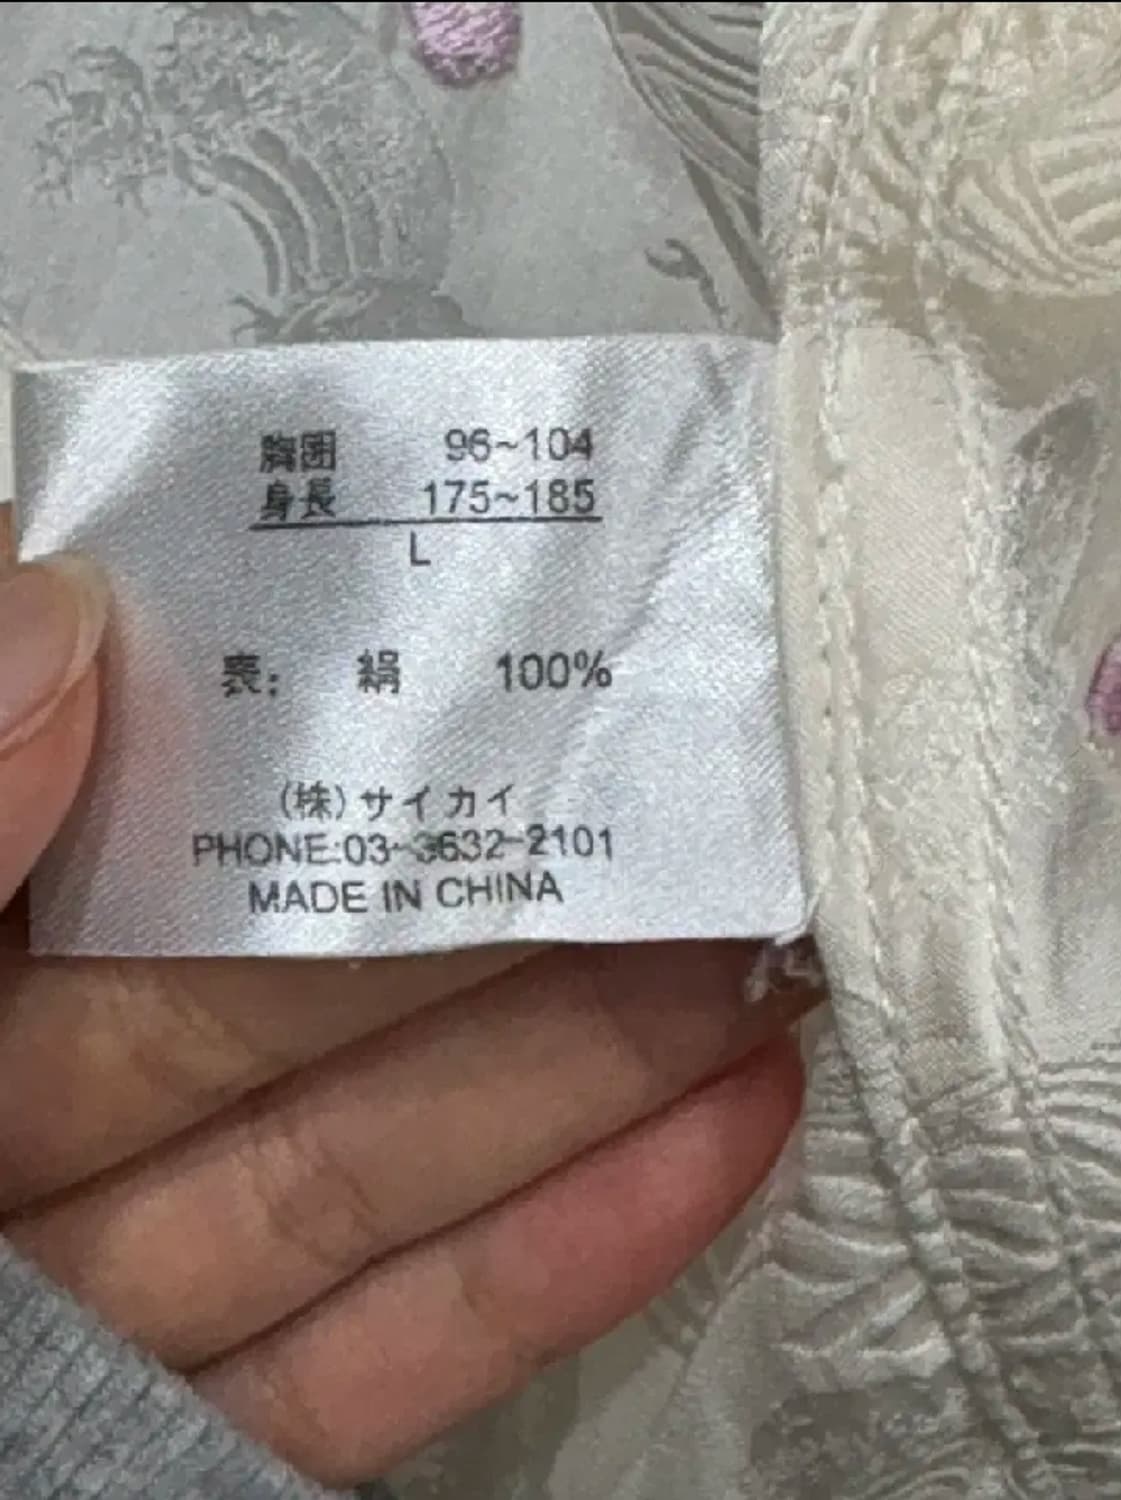 胸囲 96~104
身長 175~185
L
表: 絹 100%
(株)サイカイ
PHONE:03-3632-2101
MADE IN CHINA